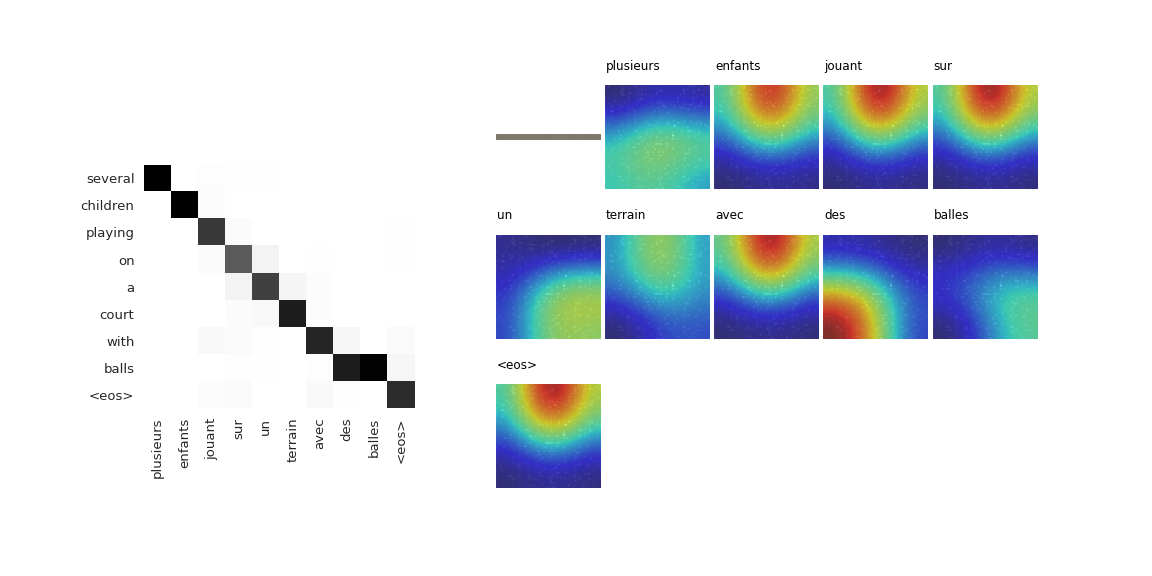 several
children
playing
on
a
court
with
balls
<eos>
plusieurs
enfants
jouant
sur
un
terrain
avec
des
balles
<eos>
plusieurs enfants jouant sur
un terrain avec des balles
<eos>